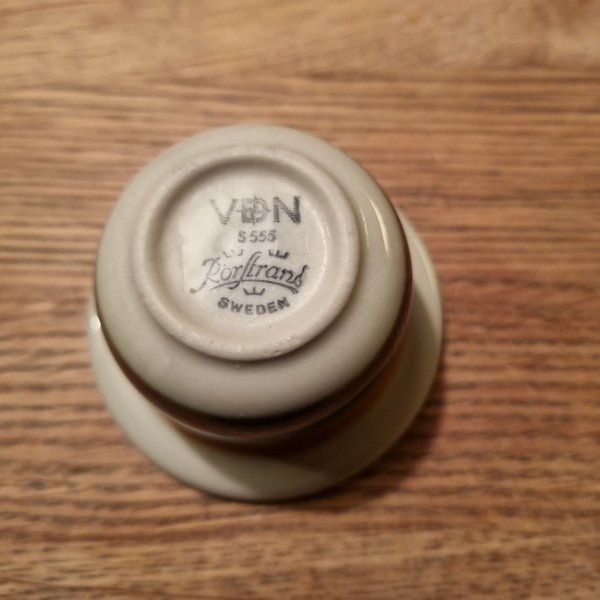 VDN
S 555
Rörstrand
SWEDEN